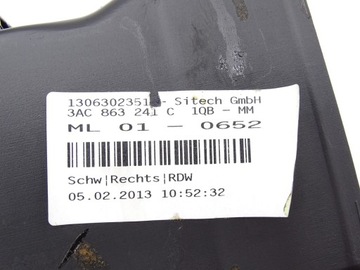 1306302351 - Sitech GmbH
3AC 863 241 C 1QB - MM
ML 01 - 0652
Schw|Rechts|RDW
05.02.2013 10:52:32